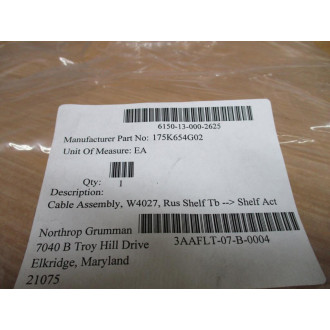 6150-13-000-2625
Manufacturer Part No: 175K654G02
Unit Of Measure: EA
Qty:
1
Description:
Cable Assembly, W4027, Rus Shelf Tb --> Shelf Act
Northrop Grumman
7040 B Troy Hill Drive
Elkridge, Maryland
21075
3AAFLT-07-B-0004